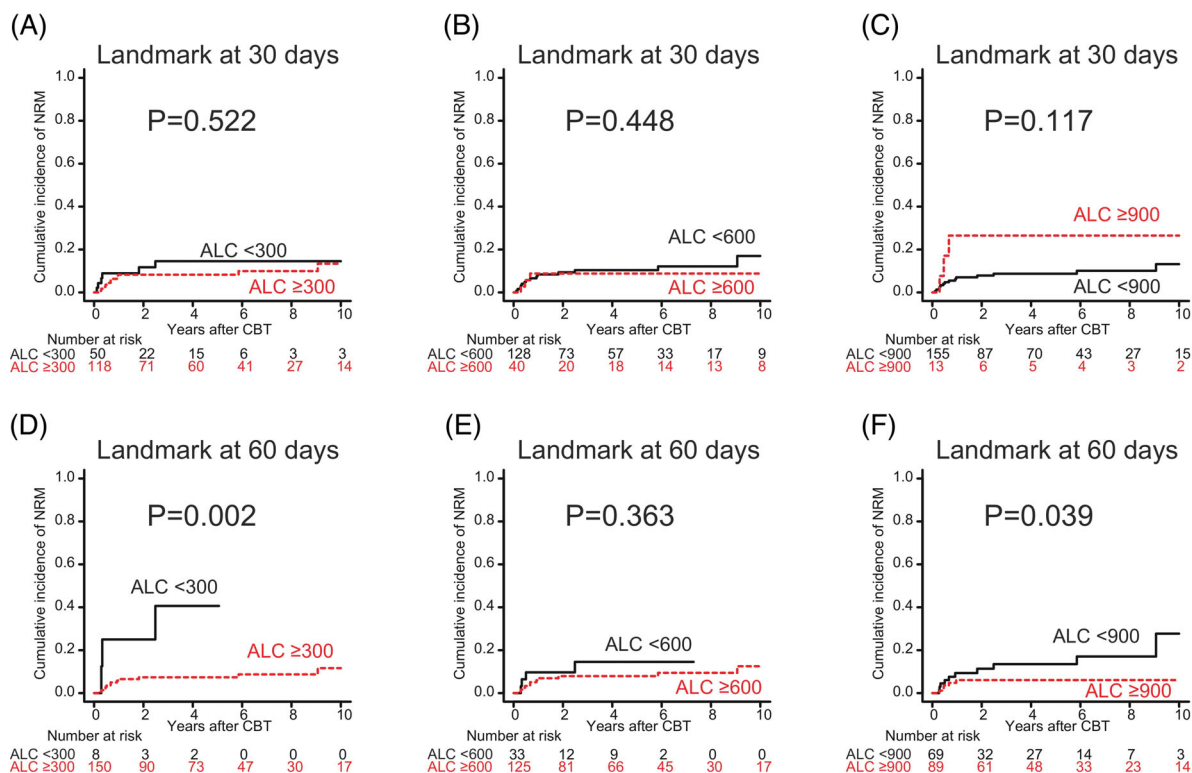 (A)
Landmark at 30 days
P=0.522
Cumulative incidence of NRM
1.0
0.8
0.6
0.4
0.2
0.0
ALC <300
ALC ≥300
0 2 4 6 8 10
Years after CBT
Number at risk
ALC <300 50 22 15 6 3 3
ALC ≥300 118 71 60 41 27 14
(B)
Landmark at 30 days
P=0.448
Cumulative incidence of NRM
1.0
0.8
0.6
0.4
0.2
0.0
ALC <600
ALC ≥600
0 2 4 6 8 10
Years after CBT
Number at risk
ALC <600 128 73 57 33 17 9
ALC ≥600 40 20 18 14 13 8
(C)
Landmark at 30 days
P=0.117
Cumulative incidence of NRM
1.0
0.8
0.6
0.4
0.2
0.0
ALC ≥900
ALC <900
0 2 4 6 8 10
Years after CBT
Number at risk
ALC <900 155 87 70 43 27 15
ALC ≥900 13 6 5 4 3 2
(D)
Landmark at 60 days
P=0.002
Cumulative incidence of NRM
1.0
0.8
0.6
0.4
0.2
0.0
ALC <300
ALC ≥300
0 2 4 6 8 10
Years after CBT
Number at risk
ALC <300 8 3 2 0 0 0
ALC ≥300 150 90 73 47 30 17
(E)
Landmark at 60 days
P=0.363
Cumulative incidence of NRM
1.0
0.8
0.6
0.4
0.2
0.0
ALC <600
ALC ≥600
0 2 4 6 8 10
Years after CBT
Number at risk
ALC <600 33 12 9 2 0 0
ALC ≥600 125 81 66 45 30 17
(F)
Landmark at 60 days
P=0.039
Cumulative incidence of NRM
1.0
0.8
0.6
0.4
0.2
0.0
ALC <900
ALC ≥900
0 2 4 6 8 10
Years after CBT
Number at risk
ALC <900 69 32 27 14 7 3
ALC ≥900 89 61 48 33 23 14